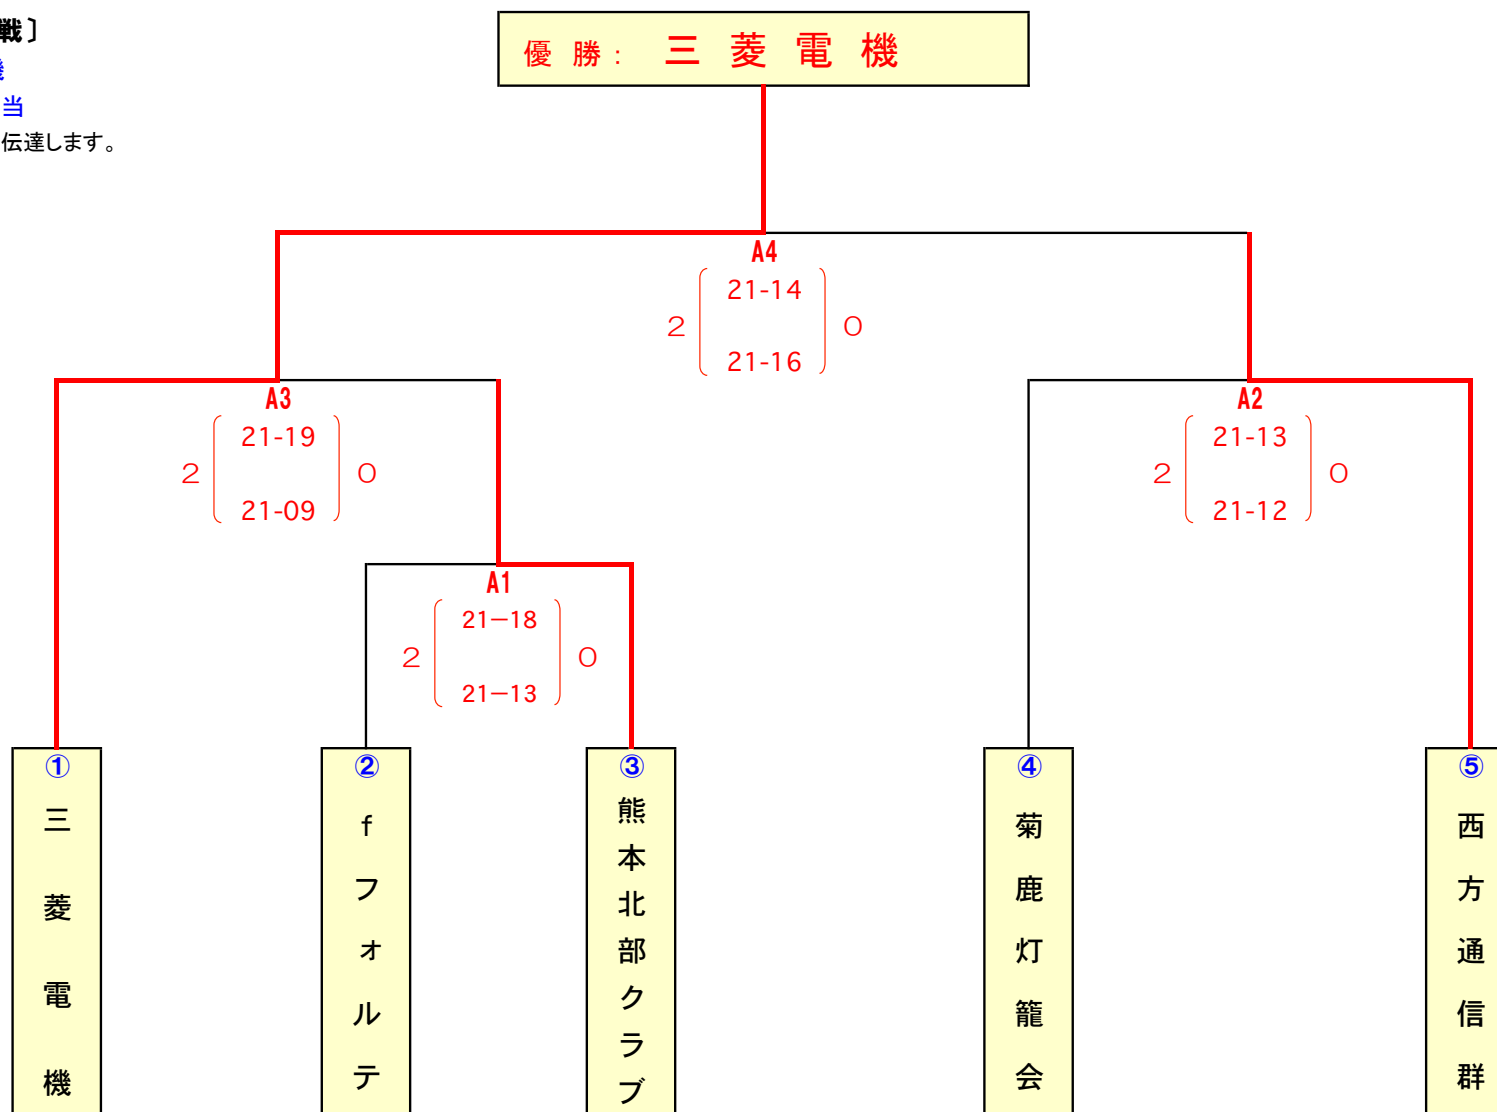 戦〕
優 勝： 三 菱 電 機
当
伝達します。
A4
21-14
2 0
21-16
A3
21-19
2 0
21-09
A2
21-13
2 0
21-12
A1
21－18
2 0
21－13
①
三菱電機
②
fフォルテ
③
熊本北部クラブ
④
菊鹿灯籠会
⑤
西方通信群